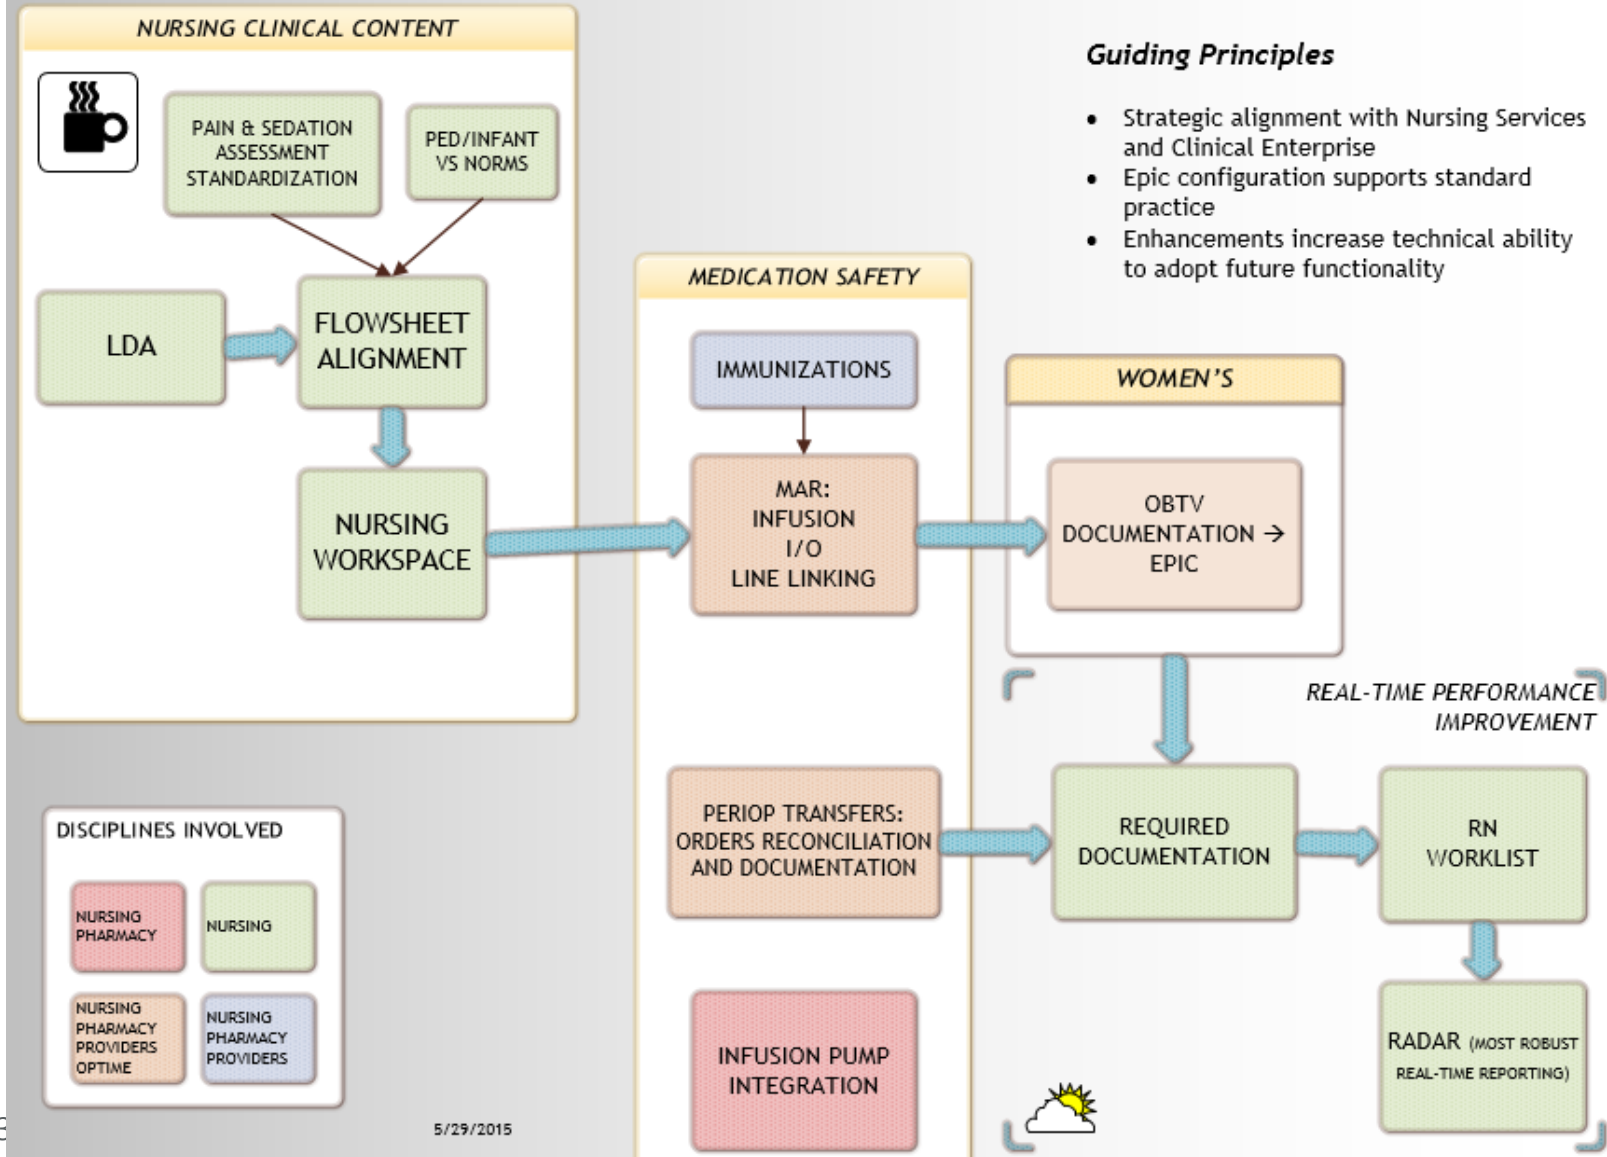 NURSING CLINICAL CONTENT
PAIN & SEDATION
ASSESSMENT
STANDARDIZATION
PED/INFANT
VS NORMS
LDA
FLOWSHEET
ALIGNMENT
NURSING
WORKSPACE
Guiding Principles
• Strategic alignment with Nursing Services
and Clinical Enterprise
• Epic configuration supports standard
practice
• Enhancements increase technical ability
to adopt future functionality
MEDICATION SAFETY
IMMUNIZATIONS
MAR:
INFUSION
I/O
LINE LINKING
WOMEN’S
OBTV
DOCUMENTATION →
EPIC
REAL-TIME PERFORMANCE
IMPROVEMENT
PERIOP TRANSFERS:
ORDERS RECONCILIATION
AND DOCUMENTATION
REQUIRED
DOCUMENTATION
RN
WORKLIST
INFUSION PUMP
INTEGRATION
RADAR (MOST ROBUST
REAL-TIME REPORTING)
DISCIPLINES INVOLVED
NURSING
PHARMACY
NURSING
NURSING
PHARMACY
PROVIDERS
OPTIME
NURSING
PHARMACY
PROVIDERS
5/29/2015